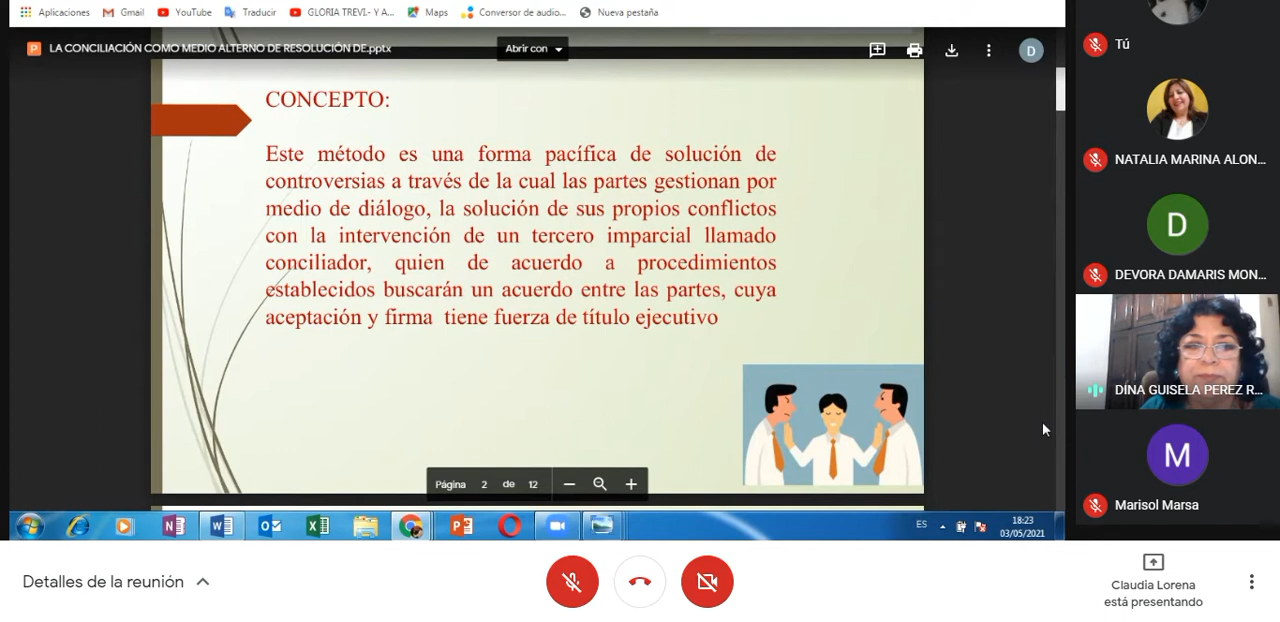 Aplicaciones Gmail YouTube Traducir GLORIA TREVI.- Y A... Maps Conversor de audio... Nueva pestaña
LA CONCILIACIÓN COMO MEDIO ALTERNO DE RESOLUCIÓN DE.pptx Abrir con D
CONCEPTO:
Este método es una forma pacífica de solución de
controversias a través de la cual las partes gestionan por
medio de diálogo, la solución de sus propios conflictos
con la intervención de un tercero imparcial llamado
conciliador, quien de acuerdo a procedimientos
establecidos buscarán un acuerdo entre las partes, cuya
aceptación y firma tiene fuerza de título ejecutivo
Página 2 de 12
ES 18:23
03/05/2021
Tú
NATALIA MARINA ALON...
D
DEVORA DAMARIS MON...
DINA GUISELA PEREZ R...
M
Marisol Marsa
Detalles de la reunión
Claudia Lorena
está presentando